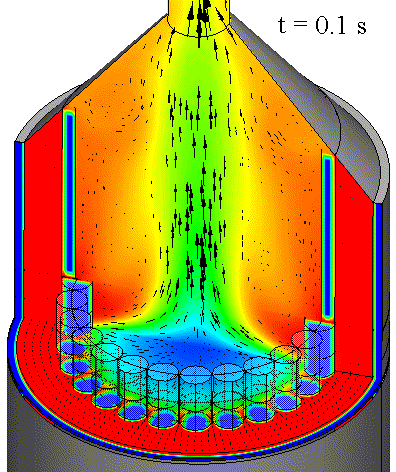 t = 0.1 s